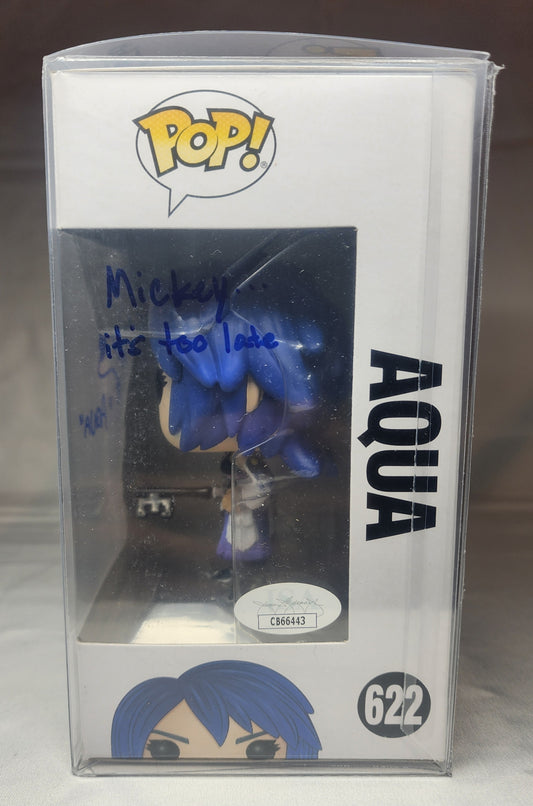 POP!
Mickey...
it's too late
AQUA
CB66443
622